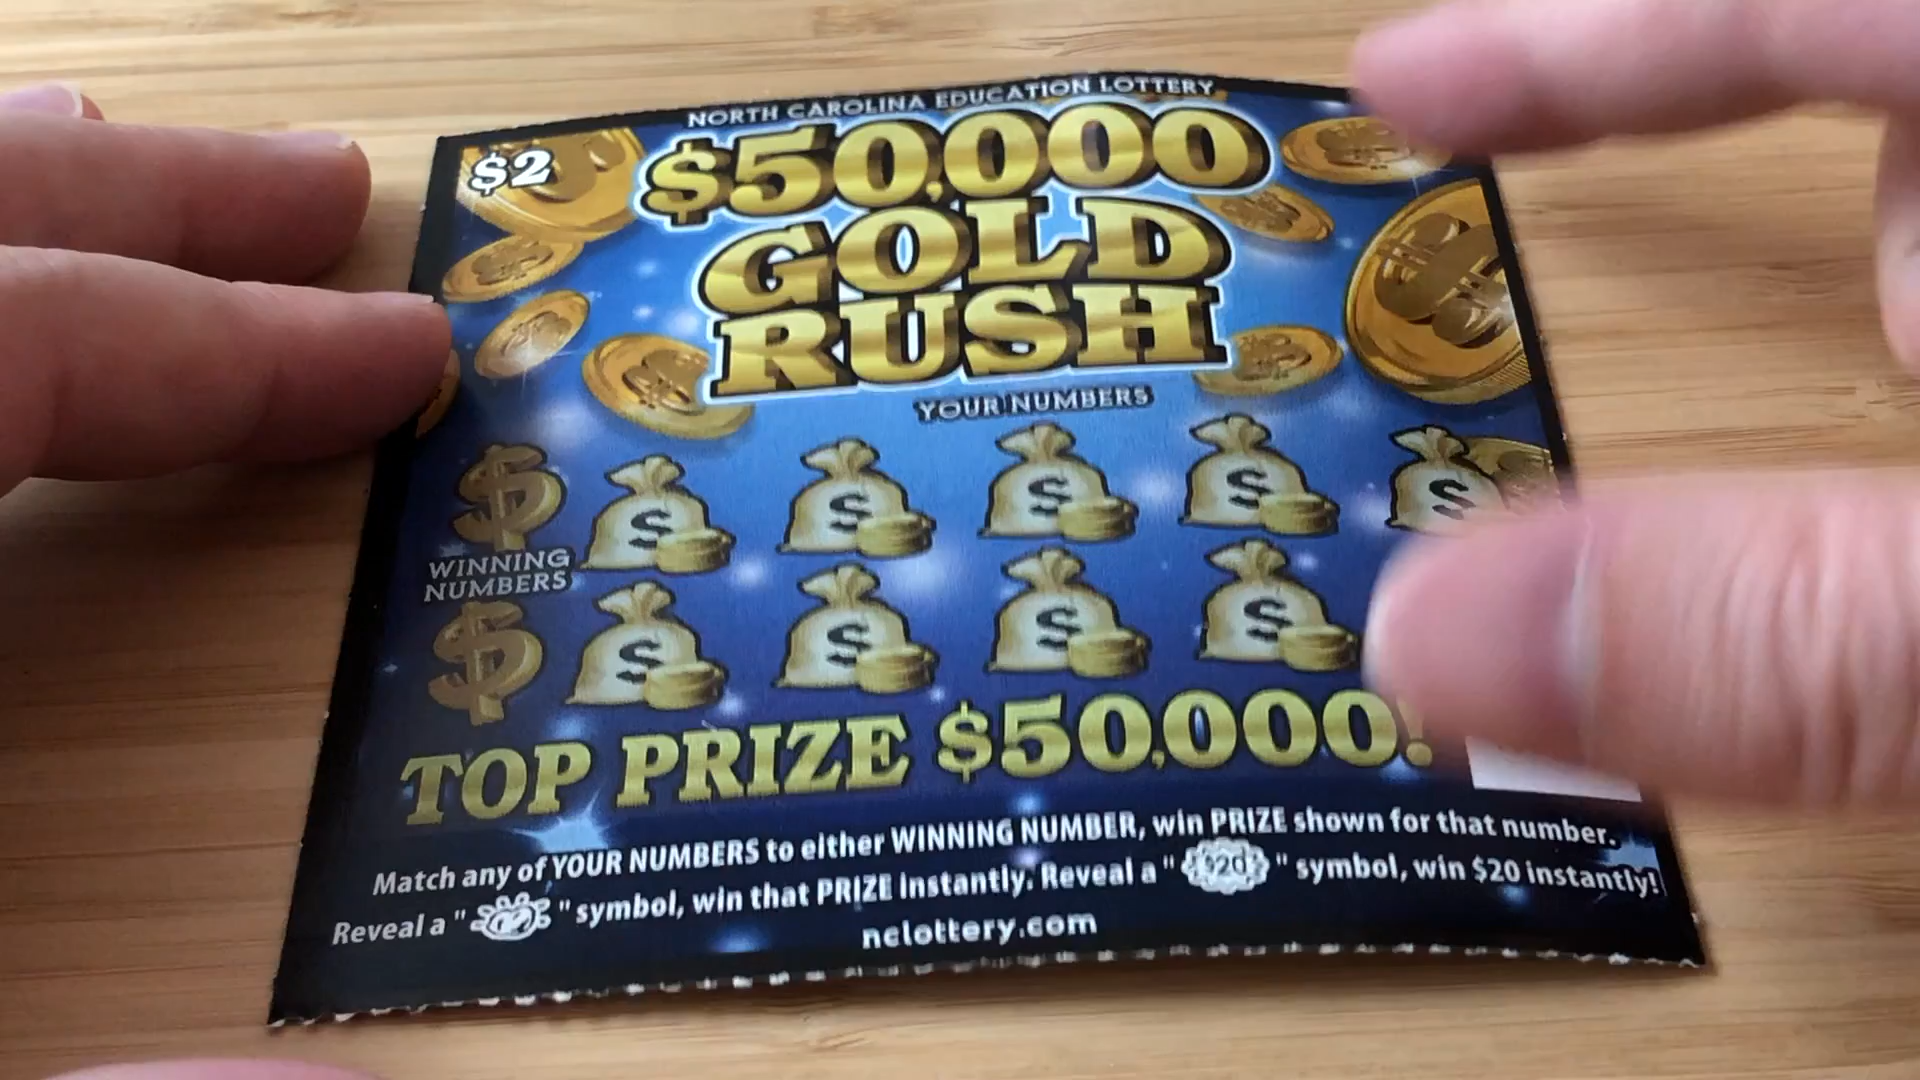 NORTH CAROLINA EDUCATION LOTTERY
$2
$50,000
GOLD
RUSH
YOUR NUMBERS
$ $ $ $ $ $
WINNING
NUMBERS
$ $ $ $ $
TOP PRIZE $50,000!
Match any of YOUR NUMBERS to either WINNING NUMBER, win PRIZE shown for that number.
Reveal a " " symbol, win that PRIZE instantly. Reveal a " $20 " symbol, win $20 instantly!
nclottery.com